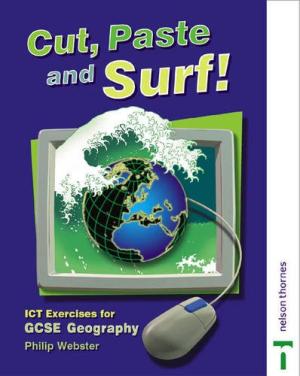 Cut, Paste
and Surf!
ICT Exercises for
GCSE Geography
Philip Webster
nelson thornes